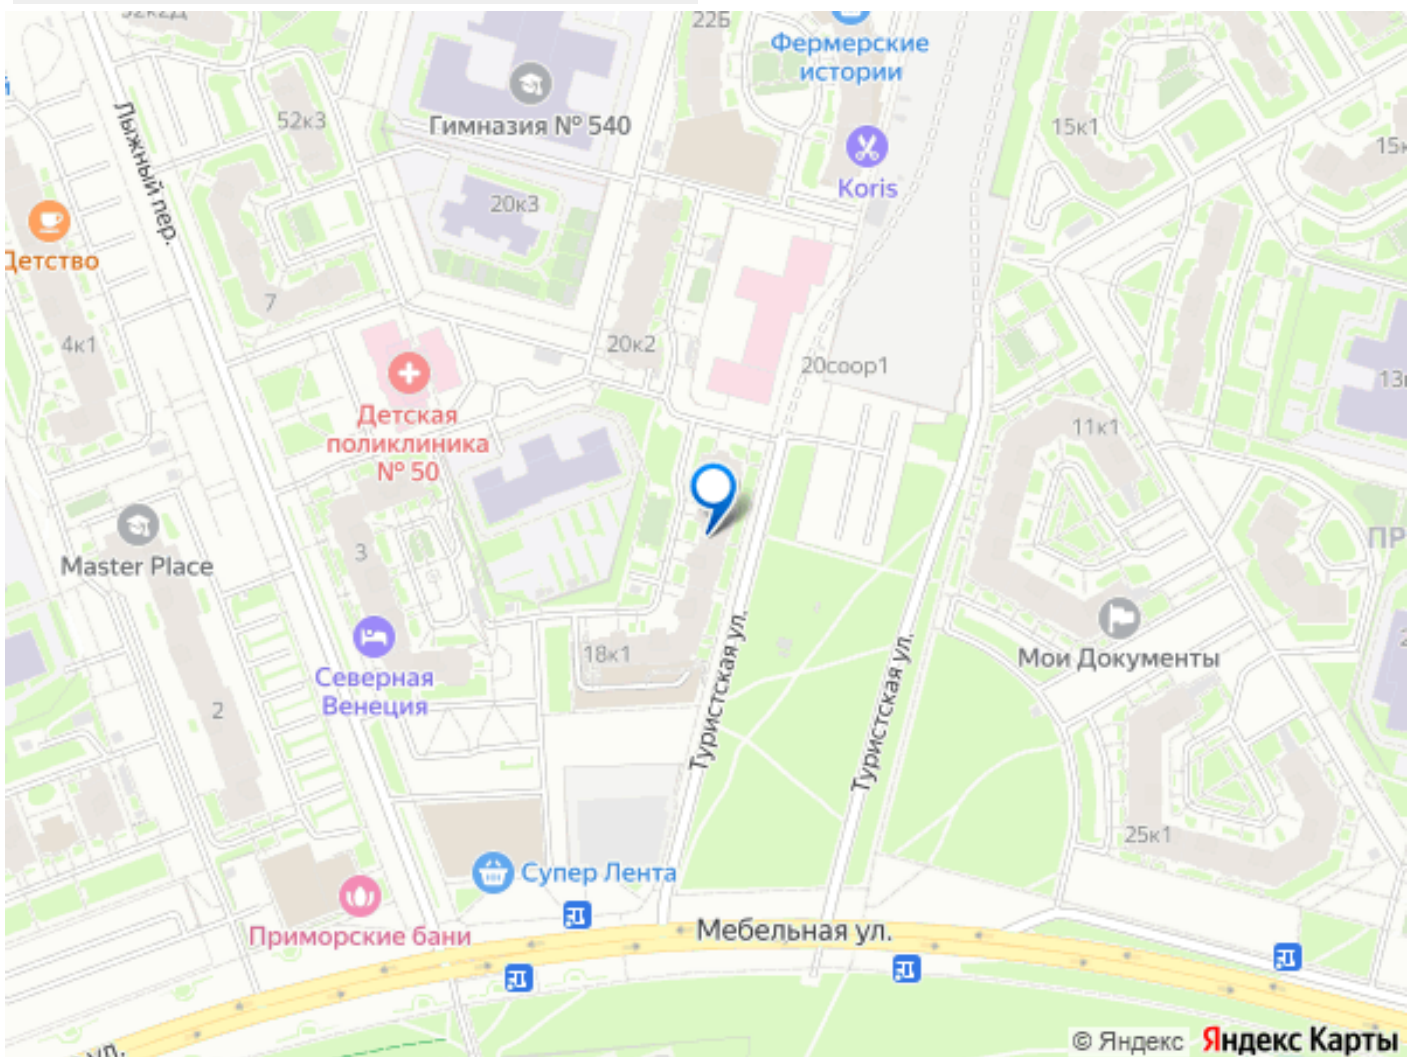 22Б
Фермерские
истории
52к3
Гимназия № 540
15к1
Лыжный пер.
Koris
20к3
Детство
7
4к1
20к2
20соор1
Детская
поликлиника
№ 50
11к1
Master Place
3
18к1
Мои Документы
Северная
Венеция
Туристская ул.
Туристская ул.
2
25к1
Супер Лента
Приморские бани
Мебельная ул.
ул.
© Яндекс Яндекс Карты